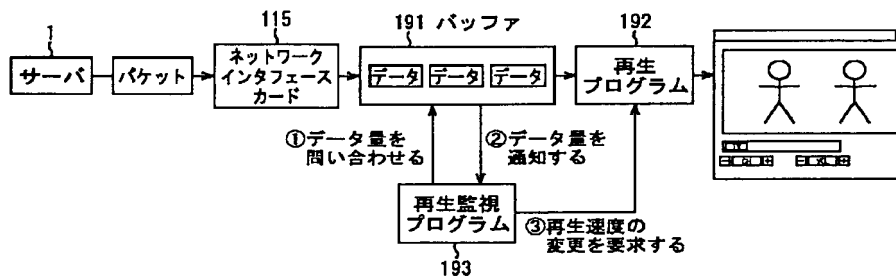 1
サーバ
パケット
115
ネットワーク
インタフェース
カード
191 バッファ
データ データ データ
192
再生
プログラム
①データ量を
問い合わせる
②データ量を
通知する
再生監視
プログラム
193
③再生速度の
変更を要求する